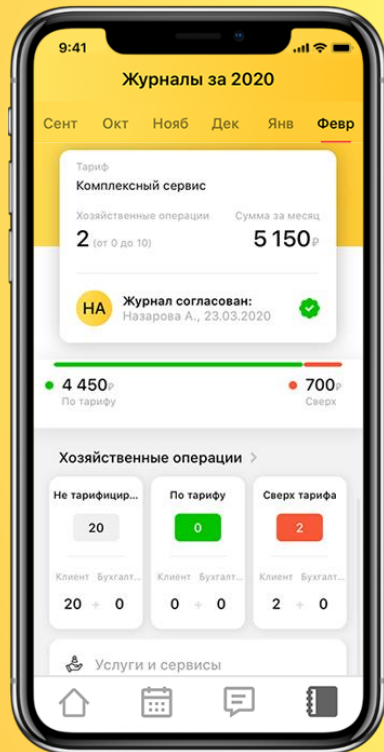 9:41
Журналы за 2020
Сент Окт Нояб Дек Янв Февр
Тариф
Комплексный сервис
Хозяйственные операции Сумма за месяц
2 (от 0 до 10) 5 150 ₽
НА Журнал согласован:
Назарова А., 23.03.2020
4 450 ₽ 700 ₽
По тарифу Сверх
Хозяйственные операции >
Не тарифицир... По тарифу Сверх тарифа
20 0 2
Клиент Бухгалт... Клиент Бухгалт... Клиент Бухгалт...
20 + 0 0 + 0 2 + 0
Услуги и сервисы